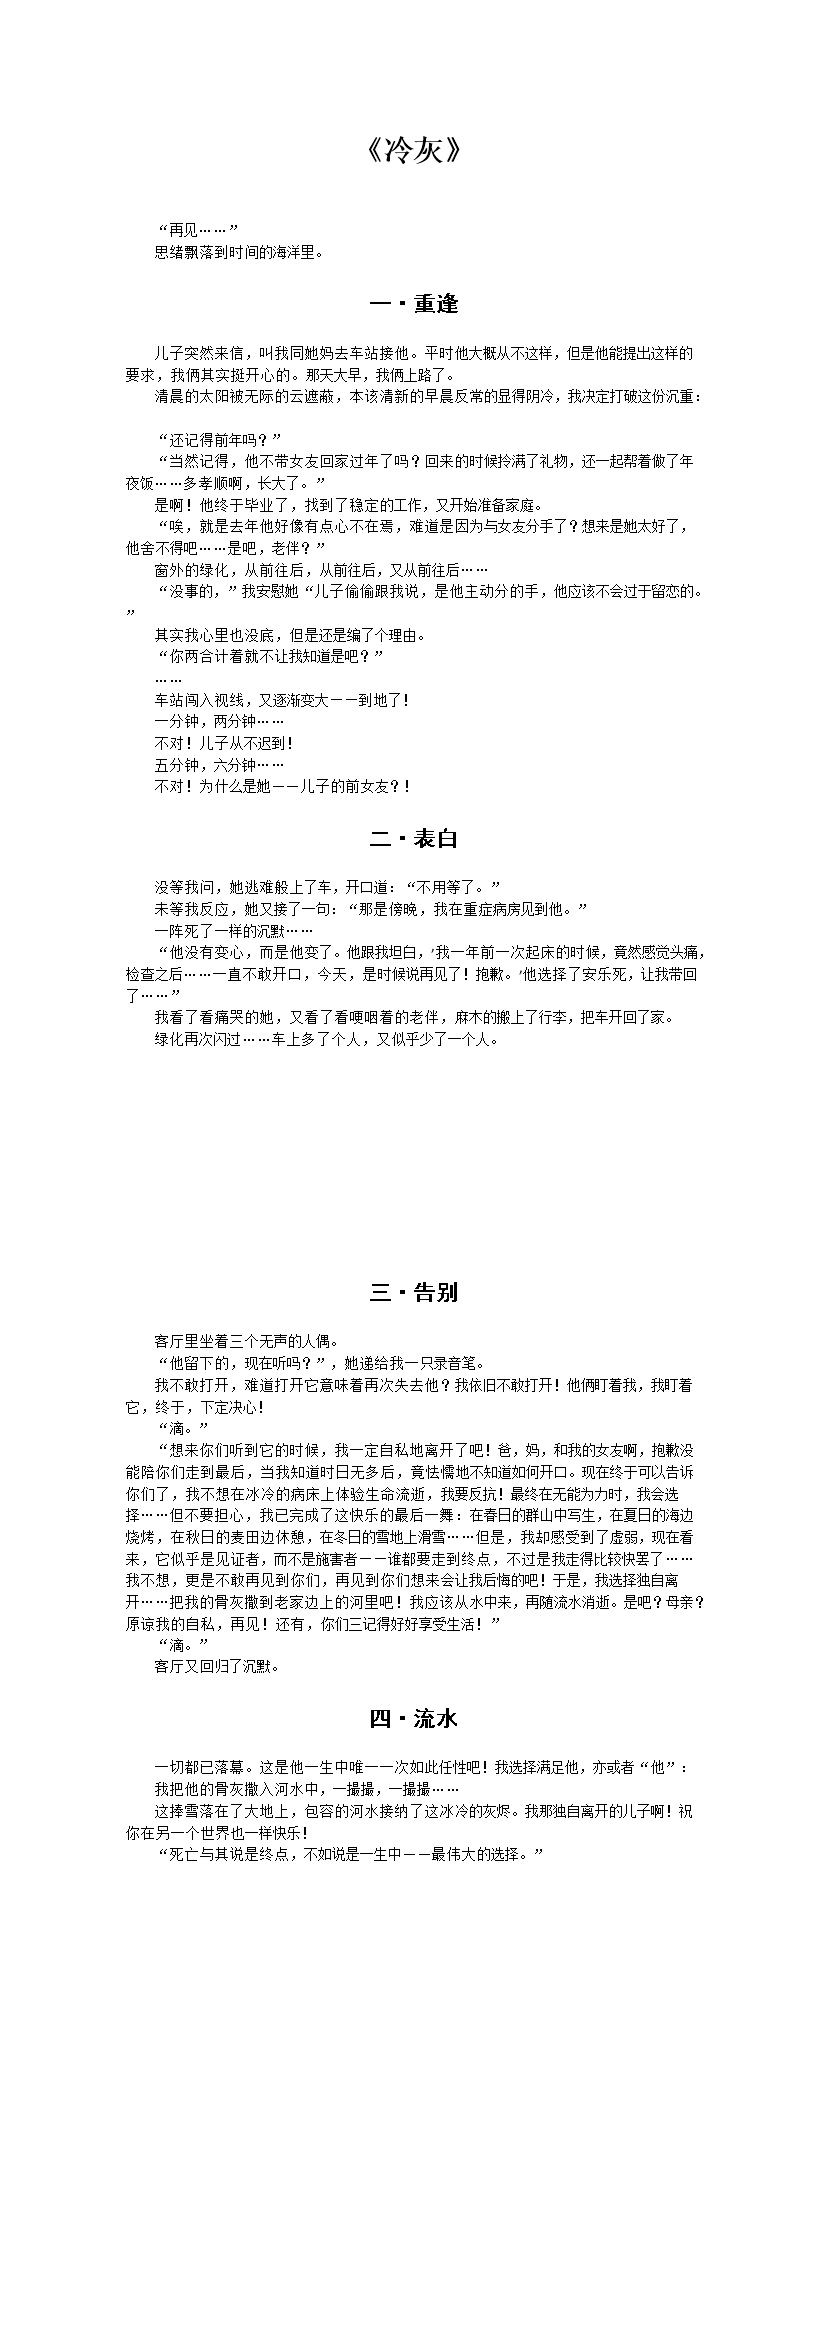 《冷灰》
“再见……”
思绪飘落到时间的海洋里。
一·重逢
儿子突然来信，叫我同她妈去车站接他。平时他大概从不这样，但是他能提出这样的
要求，我俩其实挺开心的。那天大早，我俩上路了。
清晨的太阳被无际的云遮蔽，本该清新的早晨反常的显得阴冷，我决定打破这份沉重：
“还记得前年吗？”
“当然记得，他不带女友回家过年了吗？回来的时候拎满了礼物，还一起帮着做了年
夜饭……多孝顺啊，长大了。”
是啊！他终于毕业了，找到了稳定的工作，又开始准备家庭。
“唉，就是去年他好像有点心不在焉，难道是因为与女友分手了？想来是她太好了，
他舍不得吧……是吧，老伴？”
窗外的绿化，从前往后，从前往后，又从前往后……
“没事的，”我安慰她“儿子偷偷跟我说，是他主动分的手，他应该不会过于留恋的。
”
其实我心里也没底，但是还是编了个理由。
“你两合计着就不让我知道是吧？”
……
车站闯入视线，又逐渐变大——到地了！
一分钟，两分钟……
不对！儿子从不迟到！
五分钟，六分钟……
不对！为什么是她——儿子的前女友？！
二·表白
没等我问，她逃难般上了车，开口道：“不用等了。”
未等我反应，她又接了一句：“那是傍晚，我在重症病房见到他。”
一阵死了一样的沉默……
“他没有变心，而是他变了。他跟我坦白，‘我一年前一次起床的时候，竟然感觉头痛，
检查之后……一直不敢开口，今天，是时候说再见了！抱歉。’他选择了安乐死，让我带回
了……”
我看了看痛哭的她，又看了看哽咽着的老伴，麻木的搬上了行李，把车开回了家。
绿化再次闪过……车上多了个人，又似乎少了一个人。
三·告别
客厅里坐着三个无声的人偶。
“他留下的，现在听吗？”，她递给我一只录音笔。
我不敢打开，难道打开它意味着再次失去他？我依旧不敢打开！他俩盯着我，我盯着
它，终于，下定决心！
“滴。”
“想来你们听到它的时候，我一定自私地离开了吧！爸，妈，和我的女友啊，抱歉没
能陪你们走到最后，当我知道时日无多后，竟怯懦地不知道如何开口。现在终于可以告诉
你们了，我不想在冰冷的病床上体验生命流逝，我要反抗！最终在无能为力时，我会选
择……但不要担心，我已完成了这快乐的最后一舞：在春日的群山中写生，在夏日的海边
烧烤，在秋日的麦田边休憩，在冬日的雪地上滑雪……但是，我却感受到了虚弱，现在看
来，它似乎是见证者，而不是施害者——谁都要走到终点，不过是我走得比较快罢了……
我不想，更是不敢再见到你们，再见到你们想来会让我后悔的吧！于是，我选择独自离
开……把我的骨灰撒到老家边上的河里吧！我应该从水中来，再随流水消逝。是吧？母亲？
原谅我的自私，再见！还有，你们三记得好好享受生活！”
“滴。”
客厅又回归了沉默。
四·流水
一切都已落幕。这是他一生中唯一一次如此任性吧！我选择满足他，亦或者“他”：
我把他的骨灰撒入河水中，一撮撮，一撮撮……
这捧雪落在了大地上，包容的河水接纳了这冰冷的灰烬。我那独自离开的儿子啊！祝
你在另一个世界也一样快乐！
“死亡与其说是终点，不如说是一生中——最伟大的选择。”